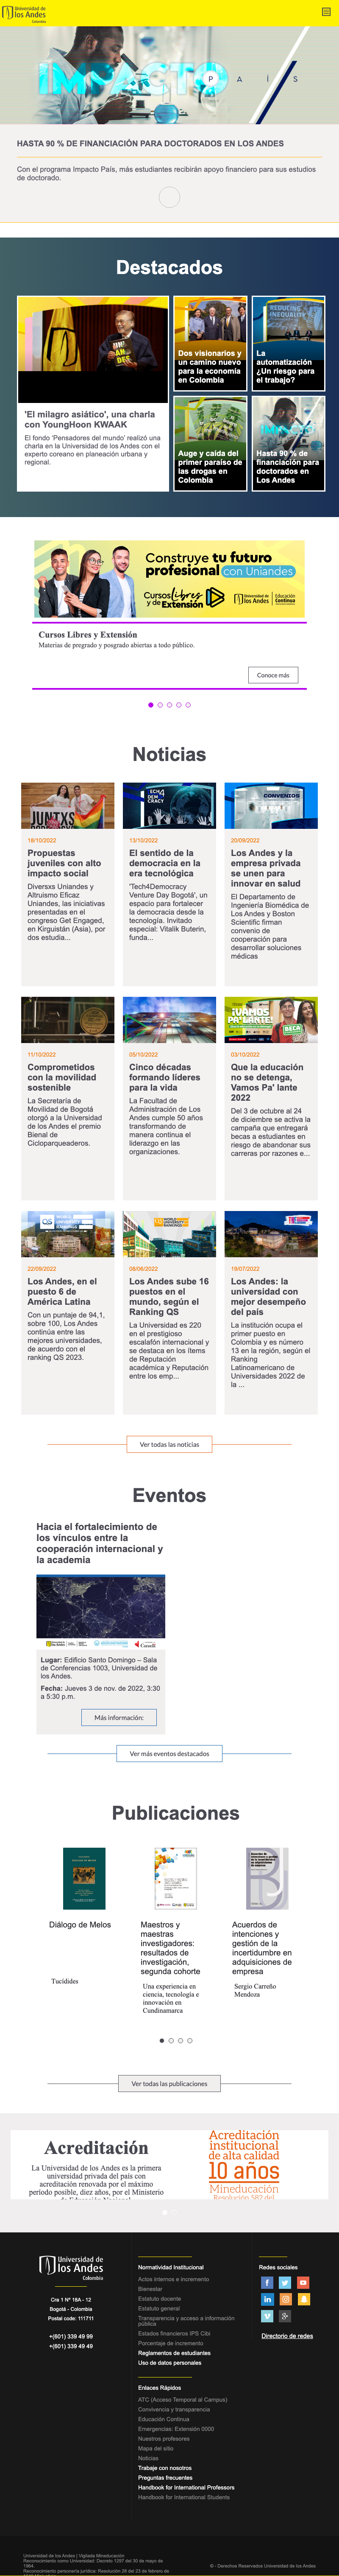 Universidad de
los Andes
Colombia
IMPACTO
P A Í S
HASTA 90 % DE FINANCIACIÓN PARA DOCTORADOS EN LOS ANDES
Con el programa Impacto País, más estudiantes recibirán apoyo financiero para sus estudios
de doctorado.
Destacados
'El milagro asiático', una charla
con YoungHoon KWAAK
El fondo 'Pensadores del mundo' realizó una
charla en la Universidad de los Andes con el
experto coreano en planeación urbana y
regional.
Dos visionarios y
un camino nuevo
para la economía
en Colombia
REDUCING
INEQUALITY
La
automatización
¿Un riesgo para
el trabajo?
Auge y caída del
primer paraíso de
las drogas en
Colombia
Hasta 90 % de
financiación para
doctorados en
Los Andes
Construye tu futuro
profesional con Uniandes
Cursos Libres
y de Extensión
Universidad de
los Andes
Educación
Continua
Cursos Libres y Extensión
Materias de pregrado y posgrado abiertas a todo público.
Conoce más
Noticias
JUNTXS
18/10/2022
Propuestas
juveniles con alto
impacto social
Diversxs Uniandes y
Altruismo Eficaz
Uniandes, las iniciativas
presentadas en el
congreso Get Engaged,
en Kirguistán (Asia), por
dos estudia...
TECH4
DEM
CRACY
13/10/2022
El sentido de la
democracia en la
era tecnológica
'Tech4Democracy
Venture Day Bogotá', un
espacio para fortalecer
la democracia desde la
tecnología. Invitado
especial: Vitalik Buterin,
funda...
CONVENIOS
20/09/2022
Los Andes y la
empresa privada
se unen para
innovar en salud
El Departamento de
Ingeniería Biomédica de
Los Andes y Boston
Scientific firman
convenio de
cooperación para
desarrollar soluciones
médicas
11/10/2022
Comprometidos
con la movilidad
sostenible
La Secretaría de
Movilidad de Bogotá
otorgó a la Universidad
de los Andes el premio
Bienal de
Cicloparqueaderos.
05/10/2022
Cinco décadas
formando líderes
para la vida
La Facultad de
Administración de Los
Andes cumple 50 años
transformando de
manera continua el
liderazgo en las
organizaciones.
¡VAMOS
PA'LANTE!
BECA
03/10/2022
Que la educación
no se detenga,
Vamos Pa' lante
2022
Del 3 de octubre al 24
de diciembre se activa la
campaña que entregará
becas a estudiantes en
riesgo de abandonar sus
carreras por razones e...
QS
WORLD
UNIVERSITY
RANKINGS
22/09/2022
Los Andes, en el
puesto 6 de
América Latina
Con un puntaje de 94,1,
sobre 100, Los Andes
continúa entre las
mejores universidades,
de acuerdo con el
ranking QS 2023.
QS
WORLD
UNIVERSITY
RANKINGS
08/06/2022
Los Andes sube 16
puestos en el
mundo, según el
Ranking QS
La Universidad es 220
en el prestigioso
escalafón internacional y
se destaca en los ítems
de Reputación
académica y Reputación
entre los emp...
19/07/2022
Los Andes: la
universidad con
mejor desempeño
del país
La institución ocupa el
primer puesto en
Colombia y es número
13 en la región, según el
Ranking
Latinoamericano de
Universidades 2022 de
la ...
Ver todas las noticias
Eventos
Hacia el fortalecimiento de
los vínculos entre la
cooperación internacional y
la academia
Canada
Lugar: Edificio Santo Domingo – Sala
de Conferencias 1003, Universidad de
los Andes.
Fecha: Jueves 3 de nov. de 2022, 3:30
a 5:30 p.m.
Más información:
Ver más eventos destacados
Publicaciones
Diálogo de Melos
Tucídides
Maestros y
maestras
investigadores:
resultados de
investigación,
segunda cohorte
Una experiencia en
ciencia, tecnología e
innovación en
Cundinamarca
Acuerdos de
intenciones y
gestión de la
incertidumbre en
adquisiciones de
empresa
Sergio Carreño
Mendoza
Ver todas las publicaciones
Acreditación
La Universidad de los Andes es la primera
universidad privada del país con
acreditación renovada por el máximo
periodo posible, diez años, por el Ministerio
de Educación Nacional
Acreditación
institucional
de alta calidad
10 años
Mineducación
Resolución 582 del
Universidad de
los Andes
Colombia
Cra 1 Nº 18A - 12
Bogotá - Colombia
Postal code: 111711
+(601) 339 49 99
+(601) 339 49 49
Normatividad Institucional
Actos internos e incremento
Bienestar
Estatuto docente
Estatuto general
Transparencia y acceso a información
pública
Estados financieros IPS Cibi
Porcentaje de incremento
Reglamentos de estudiantes
Uso de datos personales
Enlaces Rápidos
ATC (Acceso Temporal al Campus)
Convivencia y transparencia
Educación Continua
Emergencias: Extensión 0000
Nuestros profesores
Mapa del sitio
Noticias
Trabaje con nosotros
Preguntas frecuentes
Handbook for International Professors
Handbook for International Students
Redes sociales
Directorio de redes
Universidad de los Andes | Vigilada Mineducación
Reconocimiento como Universidad: Decreto 1297 del 30 de mayo de
1964.
Reconocimiento personería jurídica: Resolución 28 del 23 de febrero de
® - Derechos Reservados Universidad de los Andes